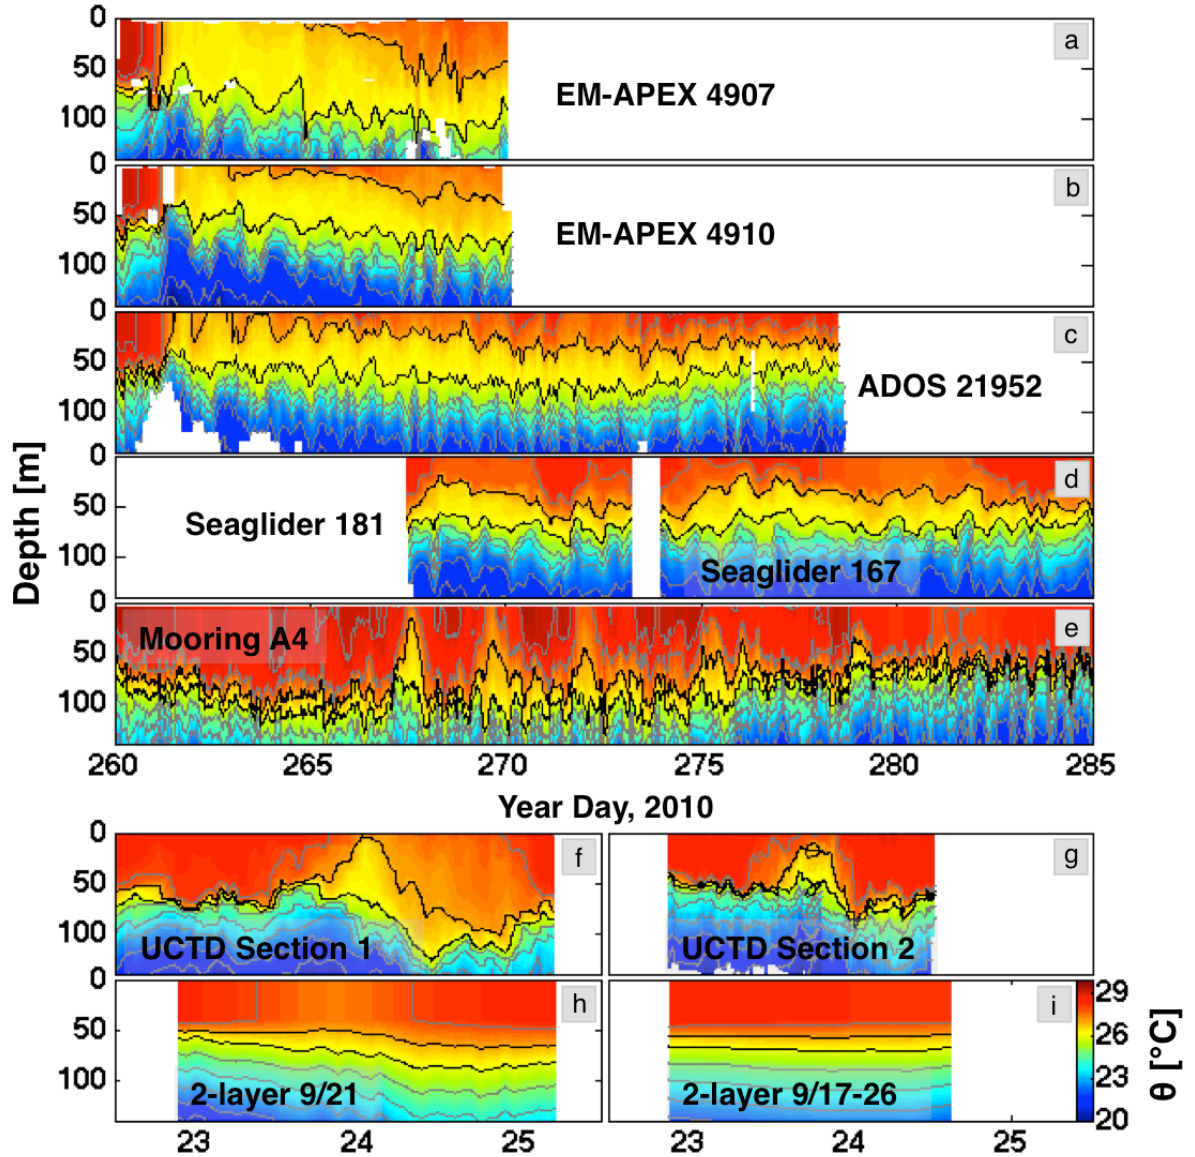 0
50
100
a
EM-APEX 4907
0
50
100
b
EM-APEX 4910
0
50
100
c
ADOS 21952
0
50
100
d
Seaglider 181
Seaglider 167
0
50
100
e
Mooring A4
Depth [m]
260 265 270 275 280 285
Year Day, 2010
0
50
100
f
UCTD Section 1
g
UCTD Section 2
0
50
100
h
2-layer 9/21
i
2-layer 9/17-26
29
26
23
20
θ [°C]
23 24 25 23 24 25